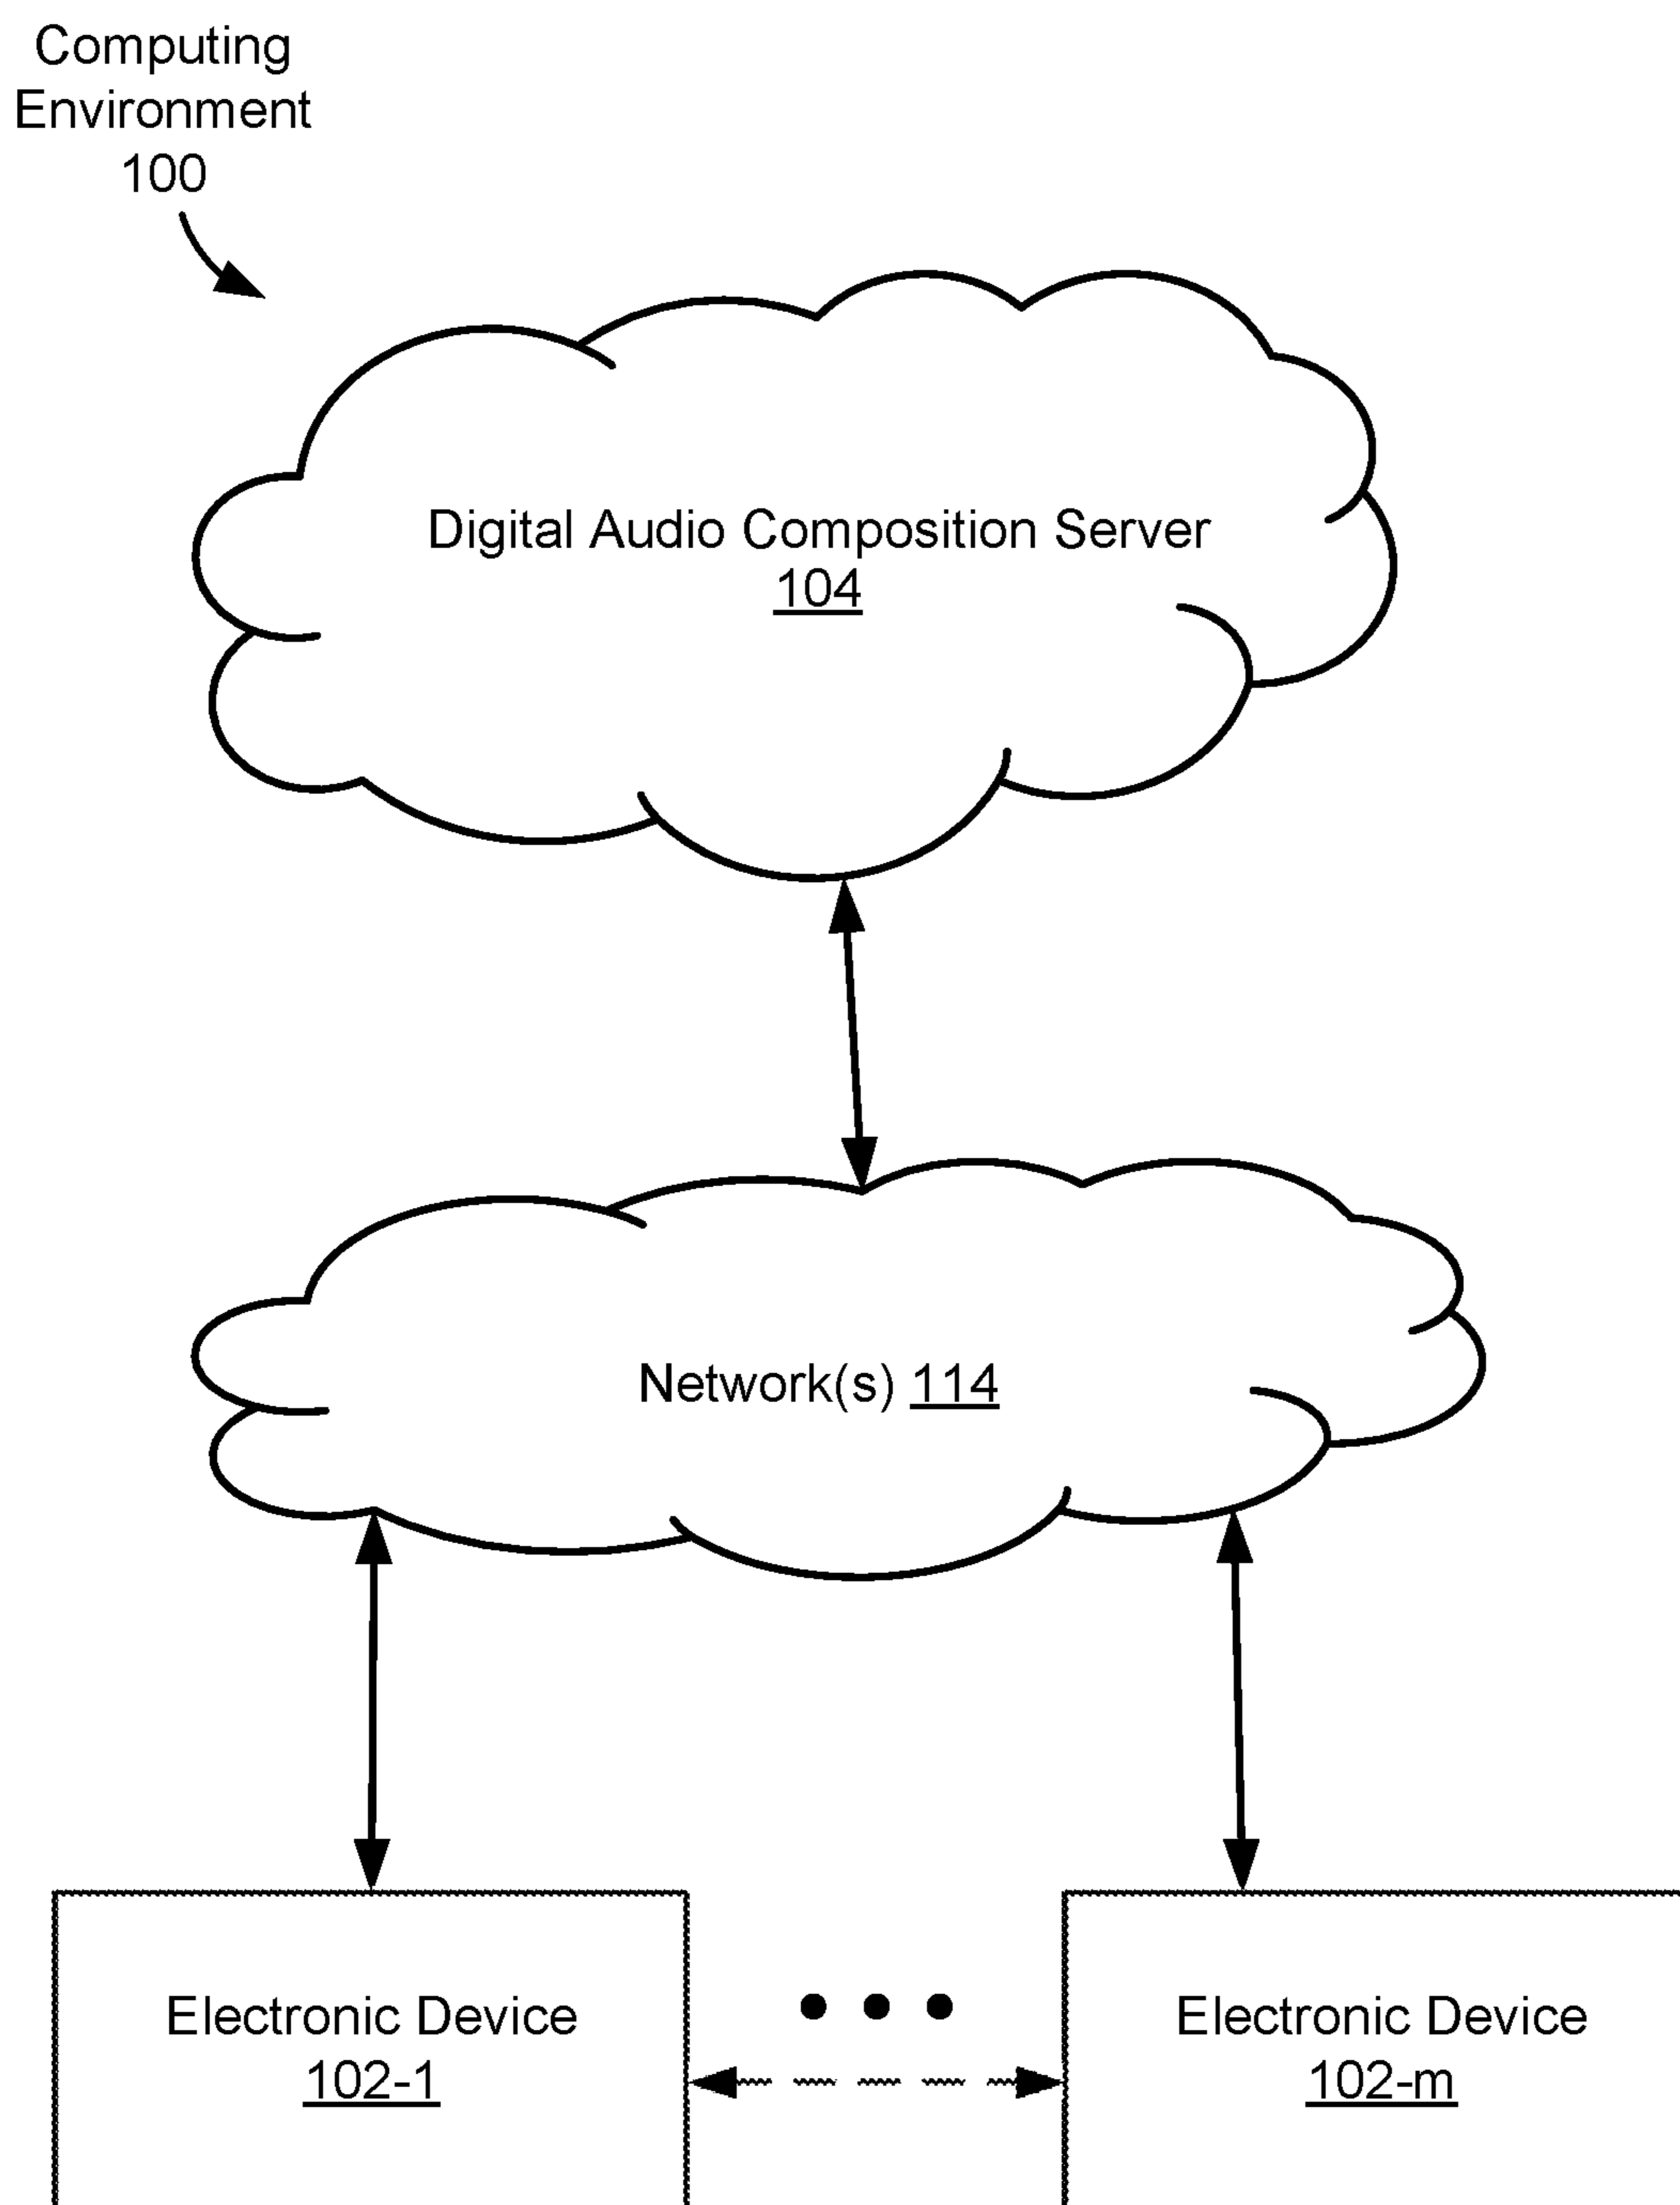 Computing
Environment
100
Digital Audio Composition Server
104
Network(s) 114
Electronic Device
102-1
Electronic Device
102-m